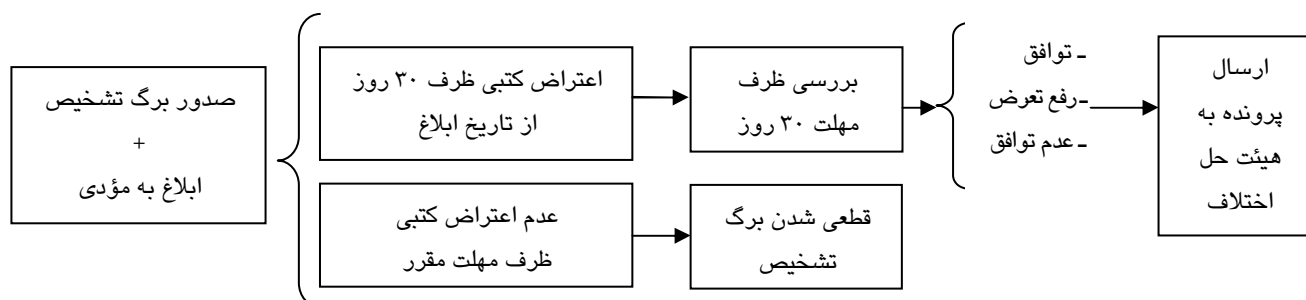 صدور برگ تشخیص
+
ابلاغ به مؤدی
اعتراض کتبی ظرف ۳۰ روز
از تاریخ ابلاغ
بررسی ظرف
مهلت ۳۰ روز
ـ توافق
ـرفع تعرض
ـ عدم توافق
ارسال
پرونده به
هیئت حل
اختلاف
عدم اعتراض کتبی
ظرف مهلت مقرر
قطعی شدن برگ
تشخیص